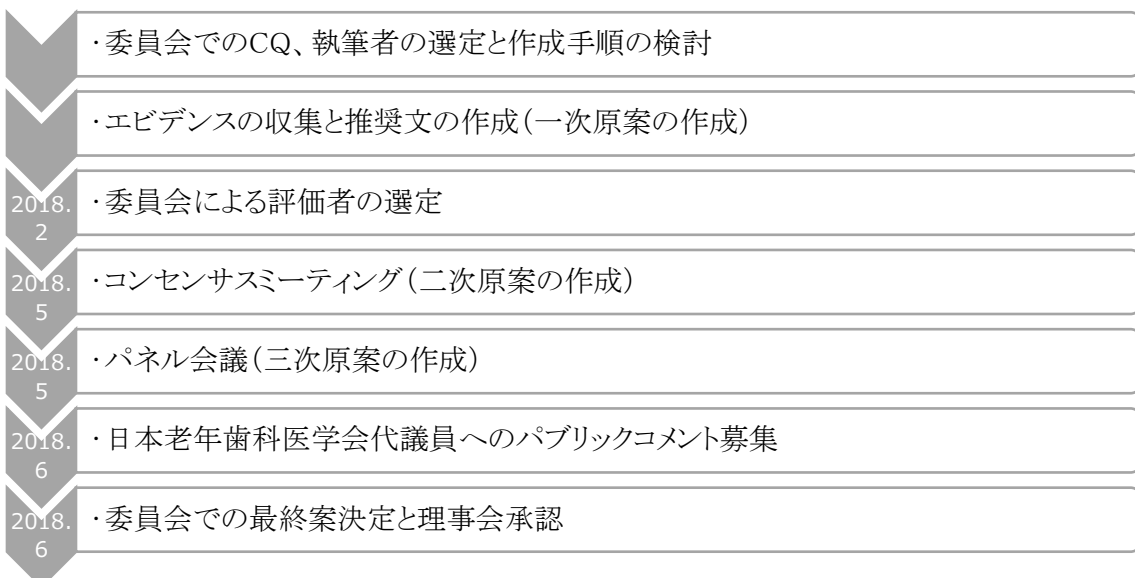 ・委員会でのCQ、執筆者の選定と作成手順の検討
・エビデンスの収集と推奨文の作成（一次原案の作成）
2018.
2
・委員会による評価者の選定
2018.
5
・コンセンサスミーティング（二次原案の作成）
2018.
5
・パネル会議（三次原案の作成）
2018.
6
・日本老年歯科医学会代議員へのパブリックコメント募集
2018.
6
・委員会での最終案決定と理事会承認